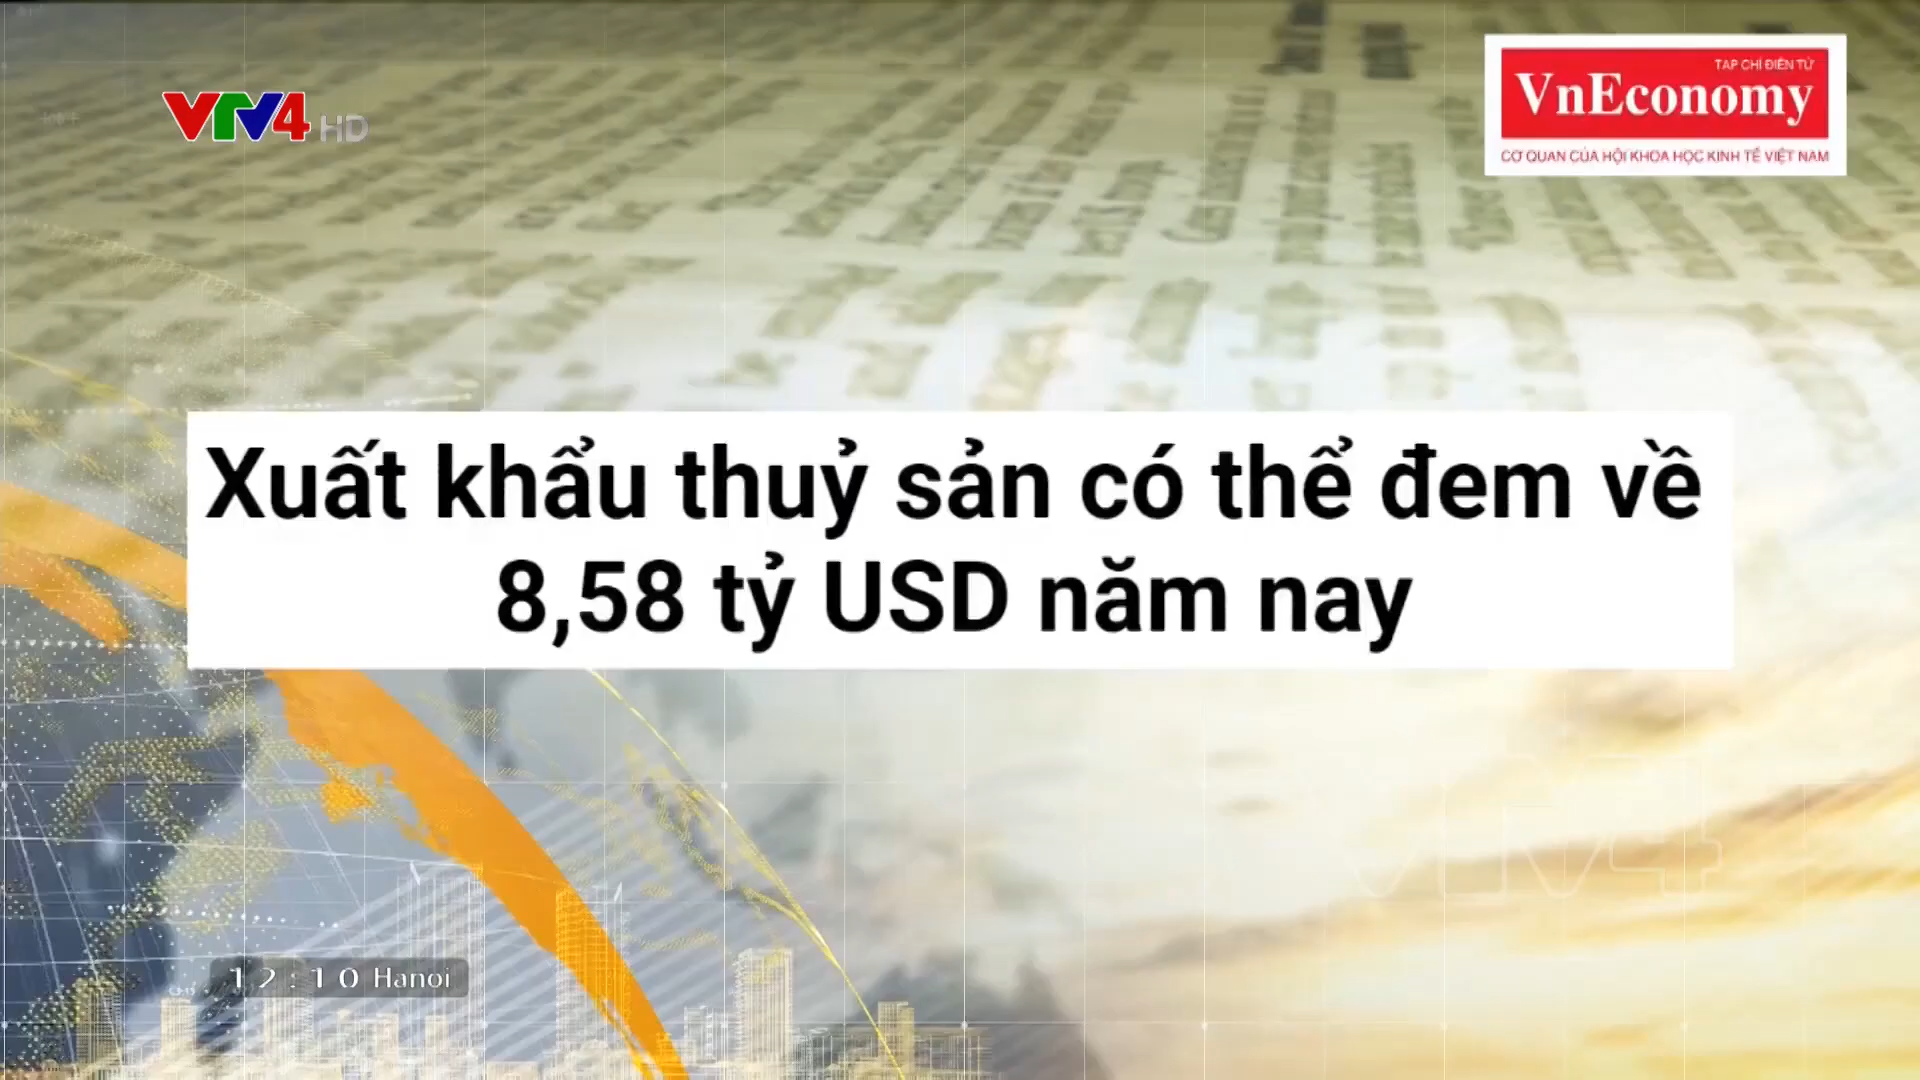 VTV4 HD
TẠP CHÍ ĐIỆN TỬ
VnEconomy
CƠ QUAN CỦA HỘI KHOA HỌC KINH TẾ VIỆT NAM
Xuất khẩu thuỷ sản có thể đem về
8,58 tỷ USD năm nay
VTV4
12:10 Hanoi